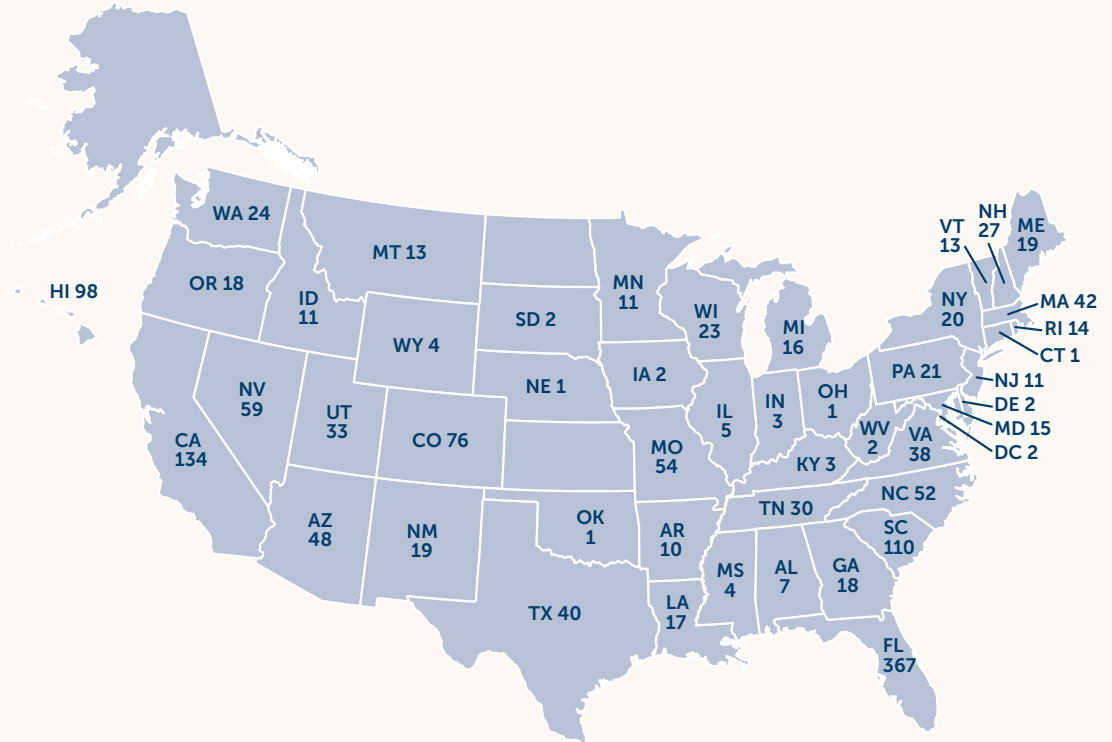 WA 24
MT 13
OR 18
ID
11
HI 98
WY 4
SD 2
NE 1
MN
11
WI
23
MI
16
IA 2
NV
59
UT
33
CO 76
CA
134
AZ
48
NM
19
OK
1
TX 40
MO
54
AR
10
LA
17
IL
5
IN
3
OH
1
KY 3
TN 30
MS
4
AL
7
GA
18
FL
367
SC
110
NC 52
VA
38
WV
2
PA 21
NY
20
VT
13
NH
27
ME
19
MA 42
RI 14
CT 1
NJ 11
DE 2
MD 15
DC 2